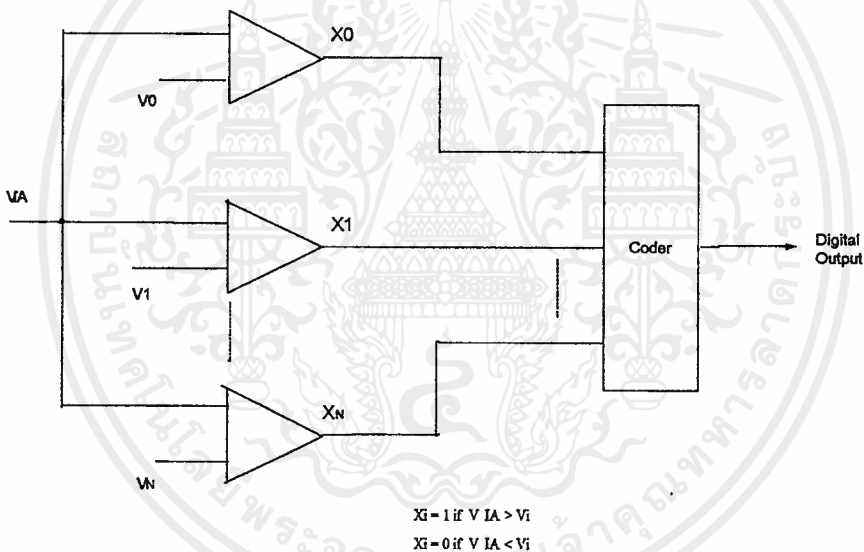 X0
V0
VIA
X1
V1
Coder
Digital
Output
XN
VN
Xi = 1 if V IA > Vi
Xi = 0 if V IA < Vi